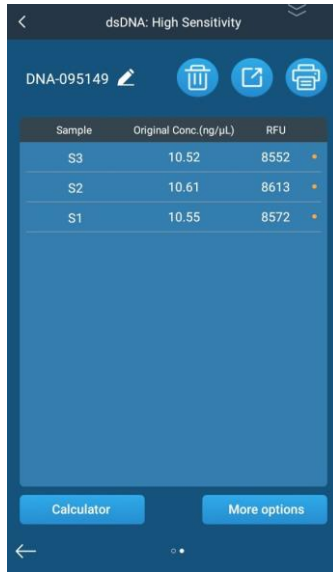 dsDNA: High Sensitivity
DNA-095149
Sample Original Conc.(ng/μL) RFU
S3 10.52 8552
S2 10.61 8613
S1 10.55 8572
Calculator More options